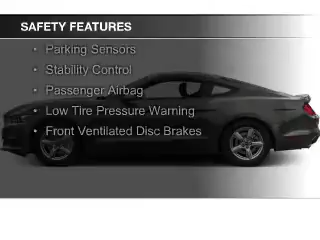 SAFETY FEATURES
• Parking Sensors
• Stability Control
• Passenger Airbag
• Low Tire Pressure Warning
• Front Ventilated Disc Brakes